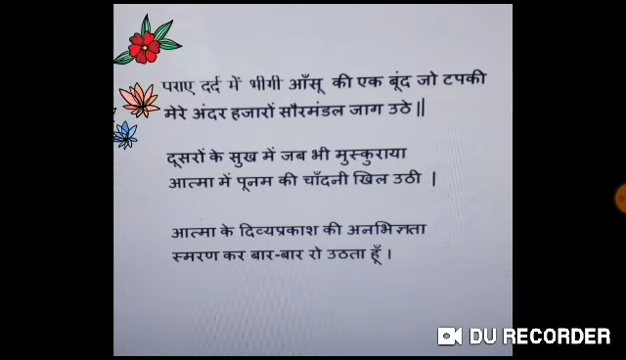 पराए दर्द में भीगी आँसू की एक बूंद जो टपकी
मेरे अंदर हजारों सौरमंडल जाग उठे||
दूसरों के सुख में जब भी मुस्कुराया
आत्मा में पूनम की चाँदनी खिल उठी |
आत्मा के दिव्यप्रकाश की अनभिज्ञता
स्मरण कर बार-बार रो उठता हूँ ।
DU RECORDER